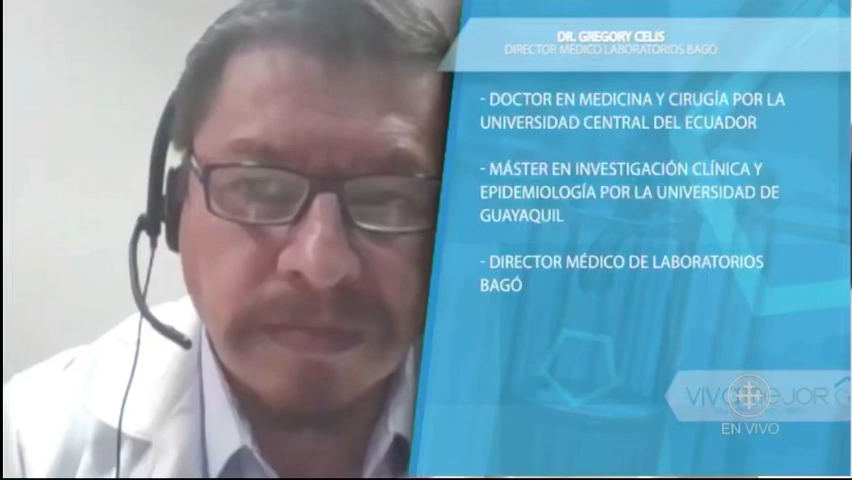 DR. GREGORY CELIS
DIRECTOR MÉDICO LABORATORIOS BAGÓ
- DOCTOR EN MEDICINA Y CIRUGÍA POR LA
UNIVERSIDAD CENTRAL DEL ECUADOR
- MÁSTER EN INVESTIGACIÓN CLÍNICA Y
EPIDEMIOLOGÍA POR LA UNIVERSIDAD DE
GUAYAQUIL
- DIRECTOR MÉDICO DE LABORATORIOS
BAGÓ
EN VIVO